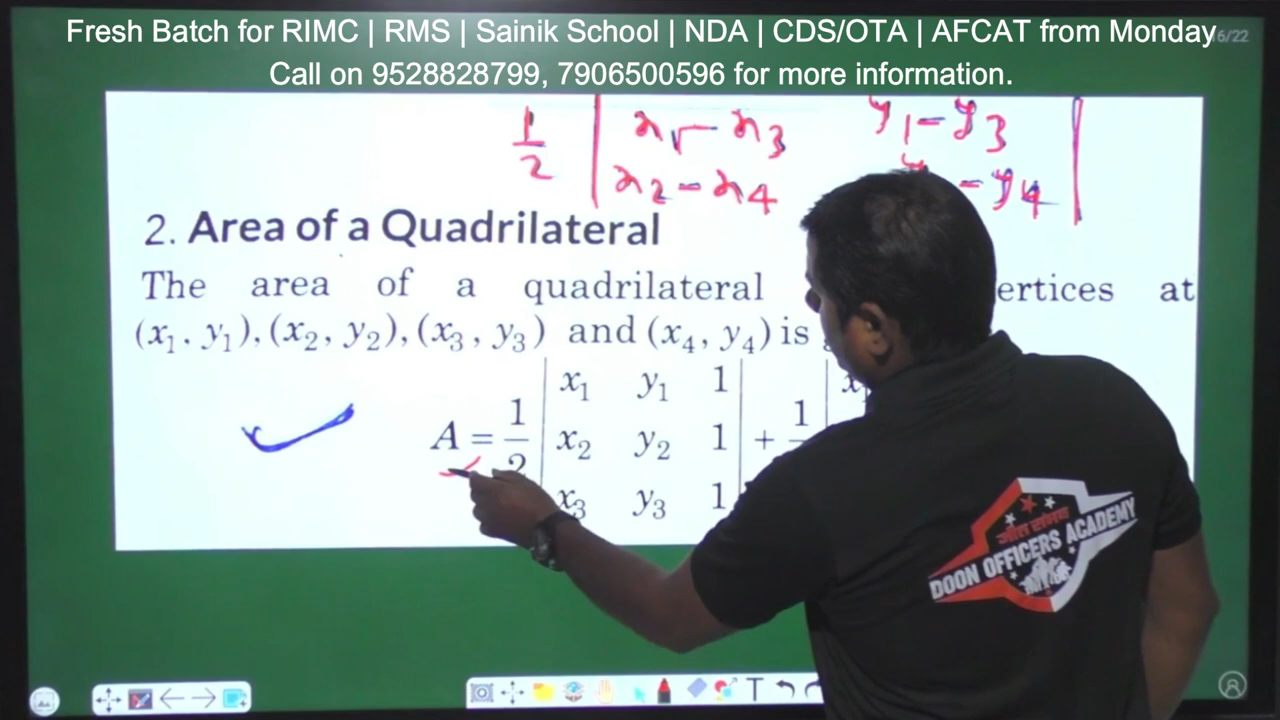 Fresh Batch for RIMC | RMS | Sainik School | NDA | CDS/OTA | AFCAT from Monday
6/22
Call on 9528828799, 7906500596 for more information.
1/2 | x1 - x3 y1 - y3 |
| x2 - x4 - y4 |
2. Area of a Quadrilateral
The area of a quadrilateral ertices at
(x₁. y₁), (x₂, y₂), (x₃, y₃) and (x₄, y₄) is
x₁ y₁ 1 x
A = 1/2 x₂ y₂ 1 + 1
x₃ y₃ 1
जीत समग्र
DOON OFFICERS ACADEMY
T